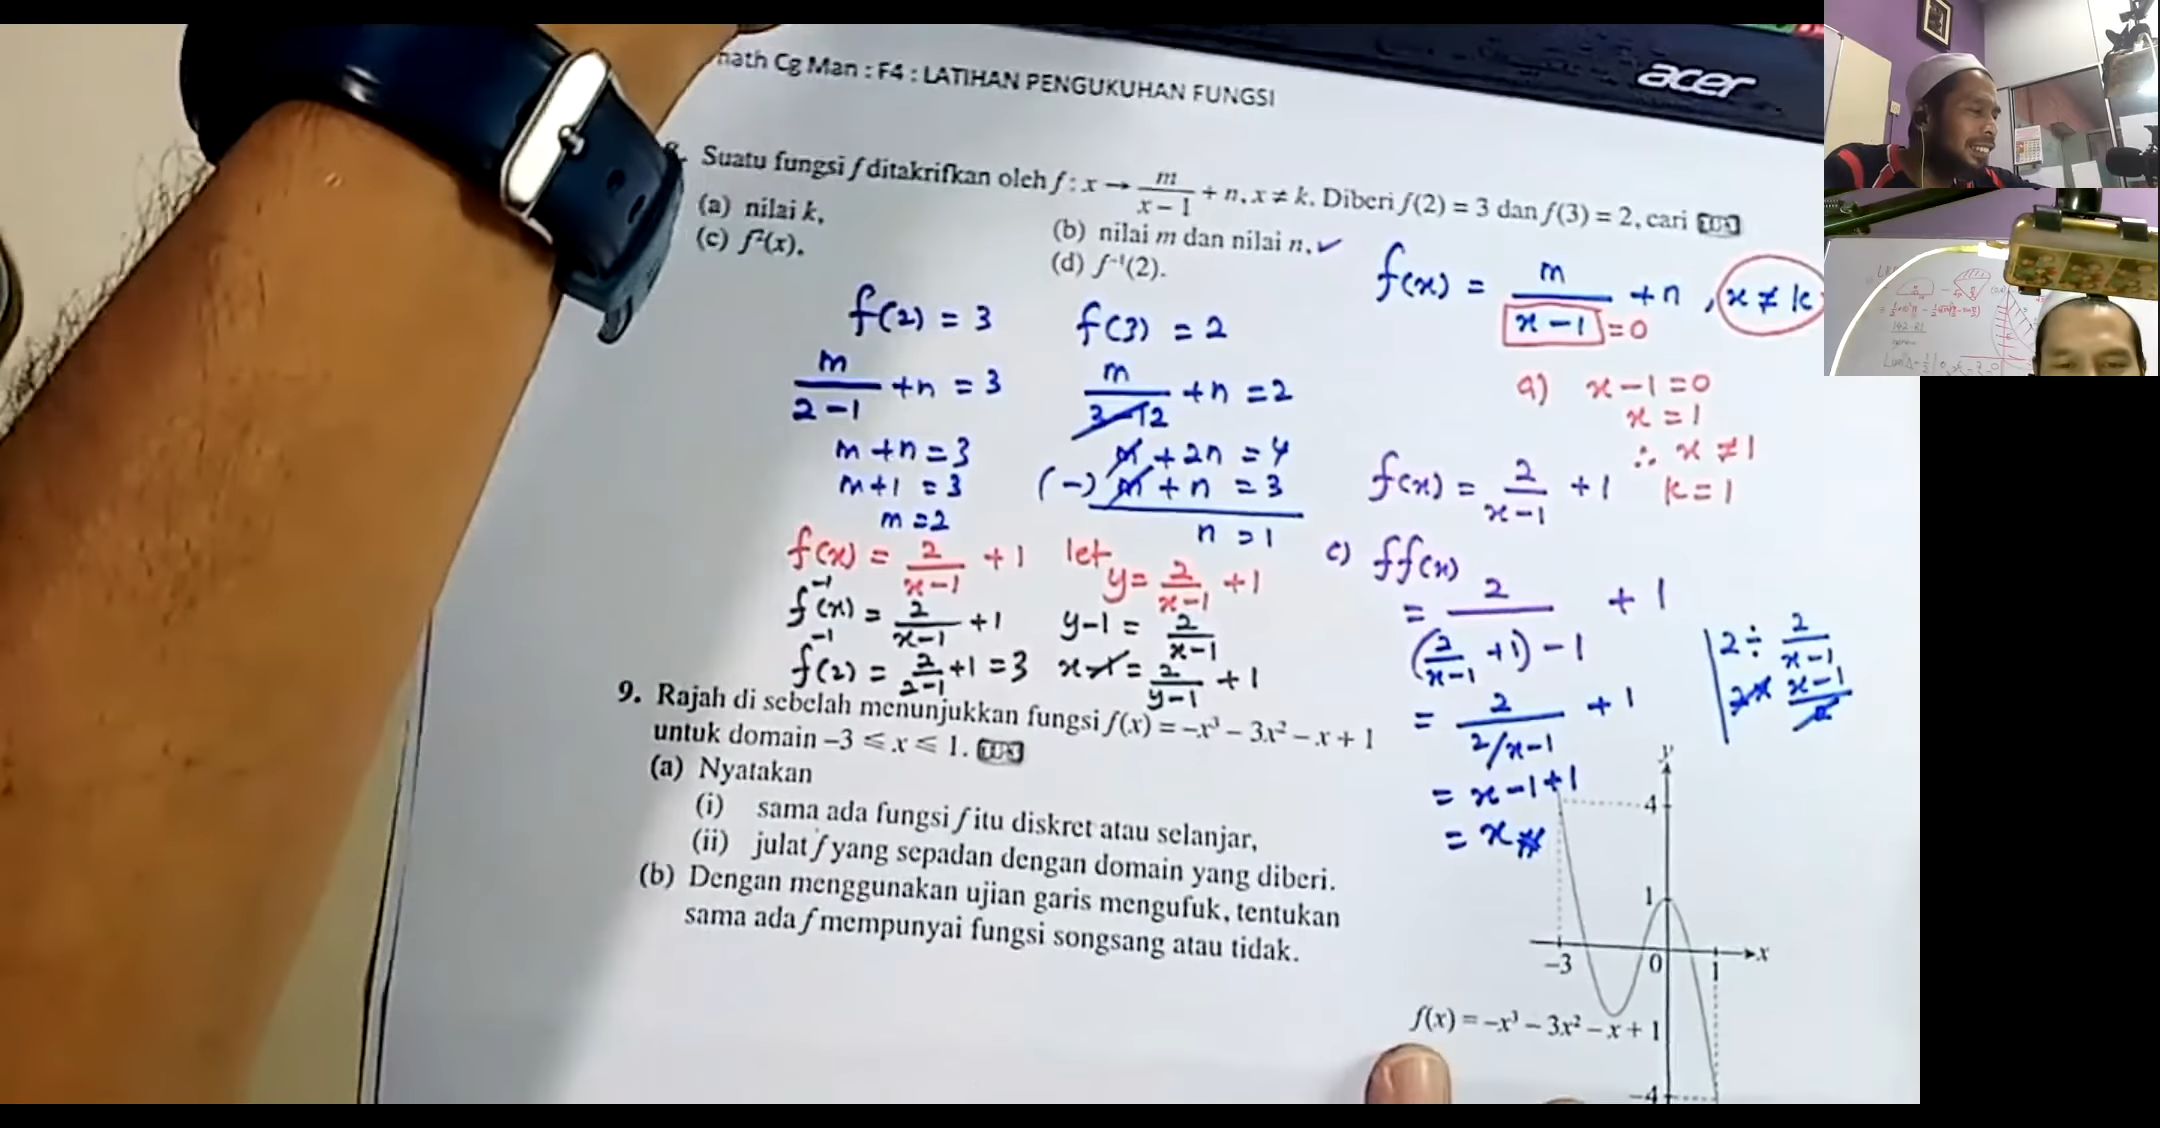 math Cg Man : F4 : LATIHAN PENGUKUHAN FUNGSI
acer
8. Suatu fungsi f ditakrifkan oleh f : x → m/(x − 1) + n, x ≠ k. Diberi f(2) = 3 dan f(3) = 2, cari
(a) nilai k,
(b) nilai m dan nilai n. ✓
(c) f²(x).
(d) f⁻¹(2).
f(x) = m/(x−1) + n , x ≠ k
x−1 = 0
f(2) = 3
m/(2−1) + n = 3
m + n = 3
m + 1 = 3
m = 2
f(3) = 2
m/(3−1) 2 + n = 2
m + 2n = 4
(−) m + n = 3
n = 1
a) x − 1 = 0
x = 1
∴ x ≠ 1
k = 1
f(x) = 2/(x−1) + 1
f(x) = 2/(x−1) + 1
f⁻¹(x) = 2/(x−1) + 1
f⁻¹(2) = 2/(2−1) + 1 = 3
let y = 2/(x−1) + 1
y − 1 = 2/(x−1)
x − 1 = 2/(y−1) + 1
c) ff(x)
= 2/((2/(x−1) + 1) − 1) + 1
= 2/(2/x−1) + 1
= x − 1 + 1
= x
2 ÷ 2/(x−1)
2 × (x−1)/2
9. Rajah di sebelah menunjukkan fungsi f(x) = −x³ − 3x² − x + 1
untuk domain −3 ⩽ x ⩽ 1.
(a) Nyatakan
(i) sama ada fungsi f itu diskret atau selanjar,
(ii) julat f yang sepadan dengan domain yang diberi.
(b) Dengan menggunakan ujian garis mengufuk, tentukan
sama ada f mempunyai fungsi songsang atau tidak.
y
4
1
−3 0 1 x
f(x) = −x³ − 3x² − x + 1
−4